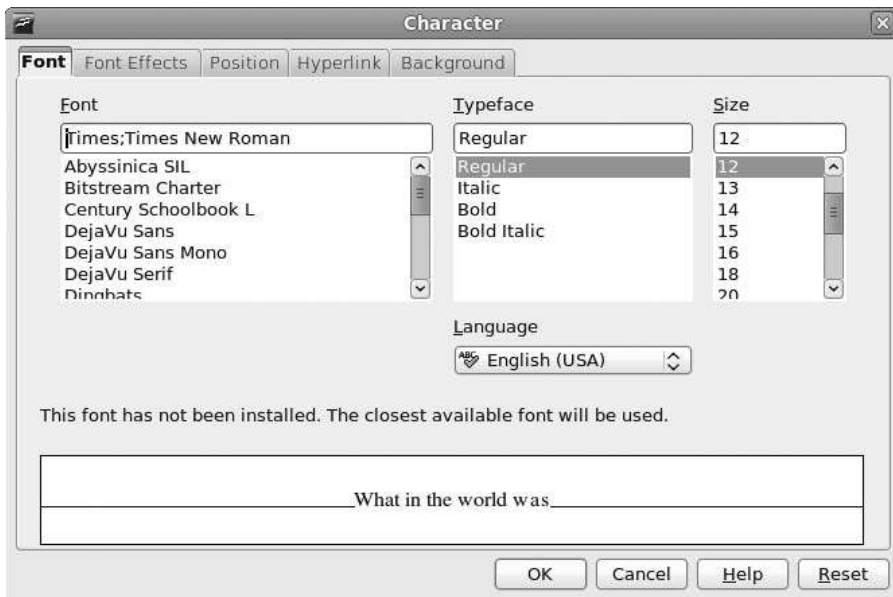 Character
Font Font Effects Position Hyperlink Background
Font Typeface Size
Times;Times New Roman Regular 12
Abyssinica SIL Regular 12
Bitstream Charter Italic 13
Century Schoolbook L Bold 14
DejaVu Sans Bold Italic 15
DejaVu Sans Mono 16
DejaVu Serif 18
Dingbats 20
Language
ABC English (USA)
This font has not been installed. The closest available font will be used.
What in the world was
OK Cancel Help Reset